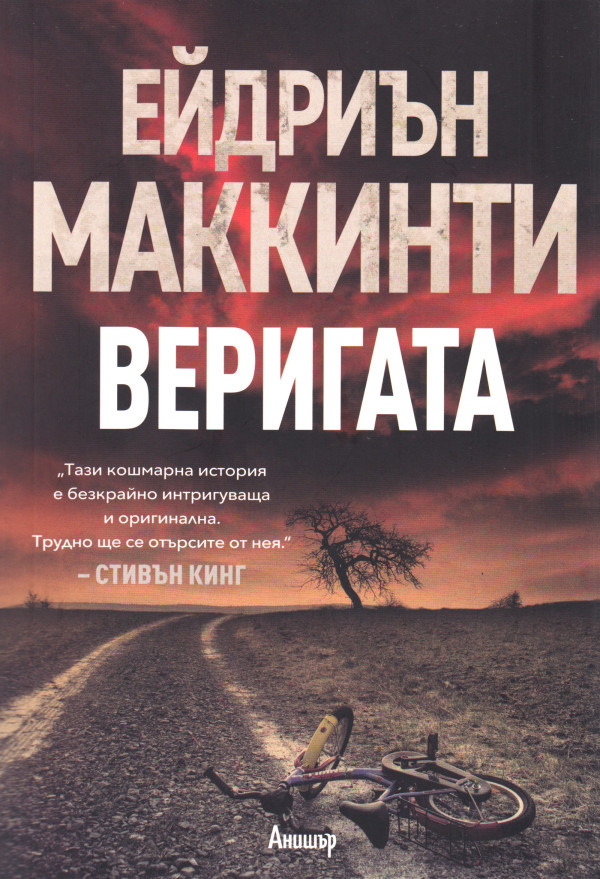 ЕЙДРИЪН
МАККИНТИ
ВЕРИГАТА
„Тази кошмарна история
е безкрайно интригуваща
и оригинална.
Трудно ще се отърсите от нея.“
– СТИВЪН КИНГ
Анишър